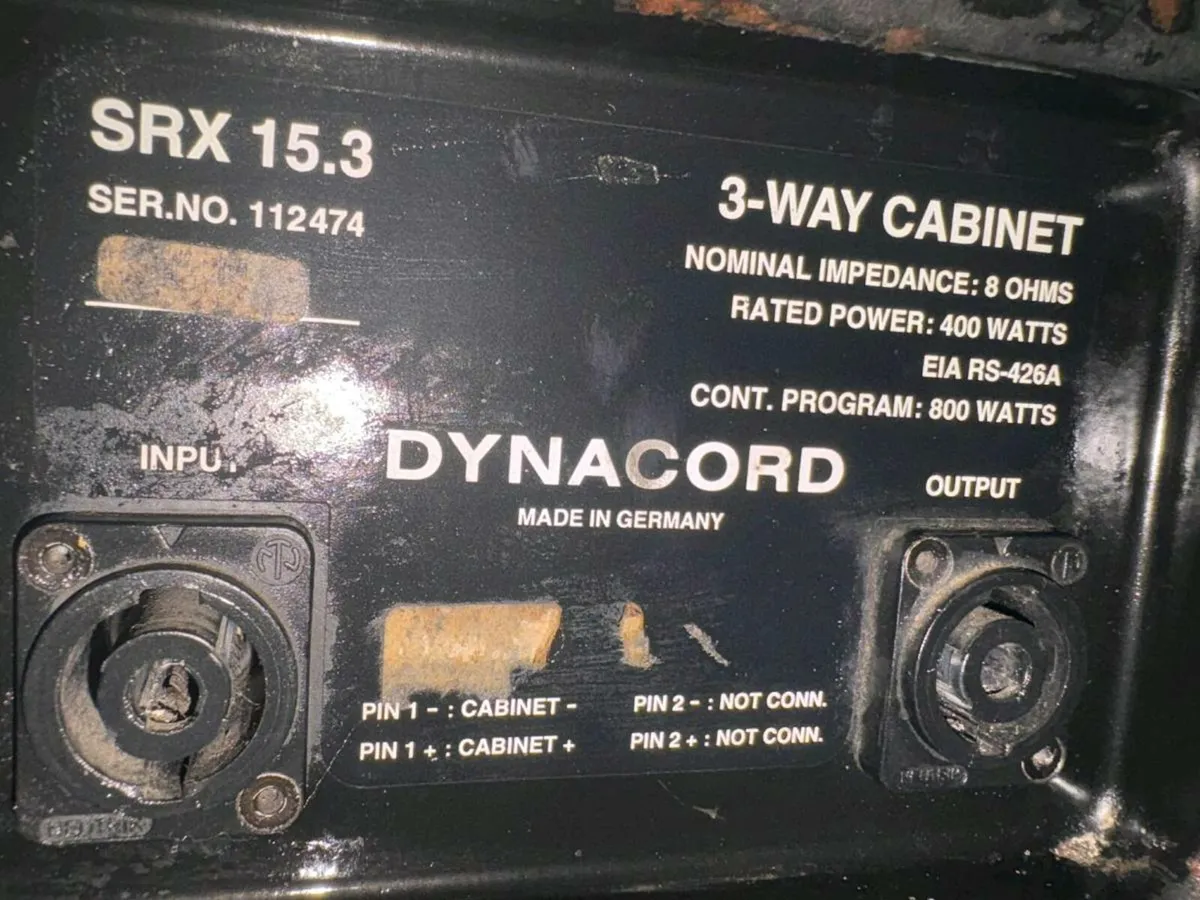 SRX 15.3
SER.NO. 112474
3-WAY CABINET
NOMINAL IMPEDANCE: 8 OHMS
RATED POWER: 400 WATTS
EIA RS-426A
CONT. PROGRAM: 800 WATTS
INPUT
DYNACORD
OUTPUT
MADE IN GERMANY
PIN 1 - : CABINET -
PIN 2 - : NOT CONN.
PIN 1 + : CABINET +
PIN 2 + : NOT CONN.